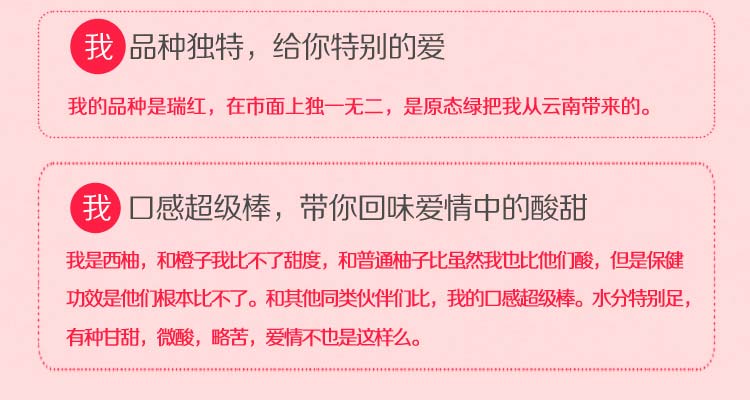 我 品种独特，给你特别的爱
我的品种是瑞红，在市面上独一无二，是原态绿把我从云南带来的。
我 口感超级棒，带你回味爱情中的酸甜
我是西柚，和橙子我比不了甜度，和普通柚子比虽然我也比他们酸，但是保健
功效是他们根本比不了。和其他同类伙伴们比，我的口感超级棒。水分特别足，
有种甘甜，微酸，略苦，爱情不也是这样么。